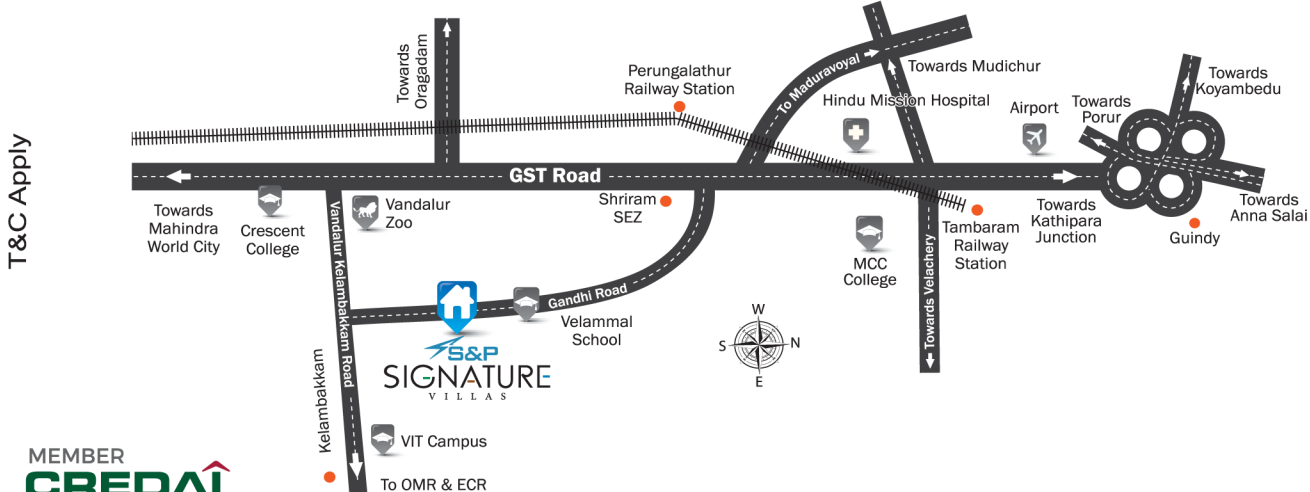 T&C Apply
Towards
Oragadam
Perungalathur
Railway Station
To Maduravoyal
Towards Mudichur
Hindu Mission Hospital
Airport
Towards
Porur
Towards
Koyambedu
GST Road
Towards
Mahindra
World City
Crescent
College
Vandalur
Zoo
Vandalur Kelambakkam Road
Shriram
SEZ
MCC
College
Towards Velachery
Tambaram
Railway
Station
Towards
Kathipara
Junction
Guindy
Towards
Anna Salai
Gandhi Road
Velammal
School
S&P
SIGNATURE
VILLAS
W
S
N
E
Kelambakkam
VIT Campus
To OMR & ECR
MEMBER
CREDAI